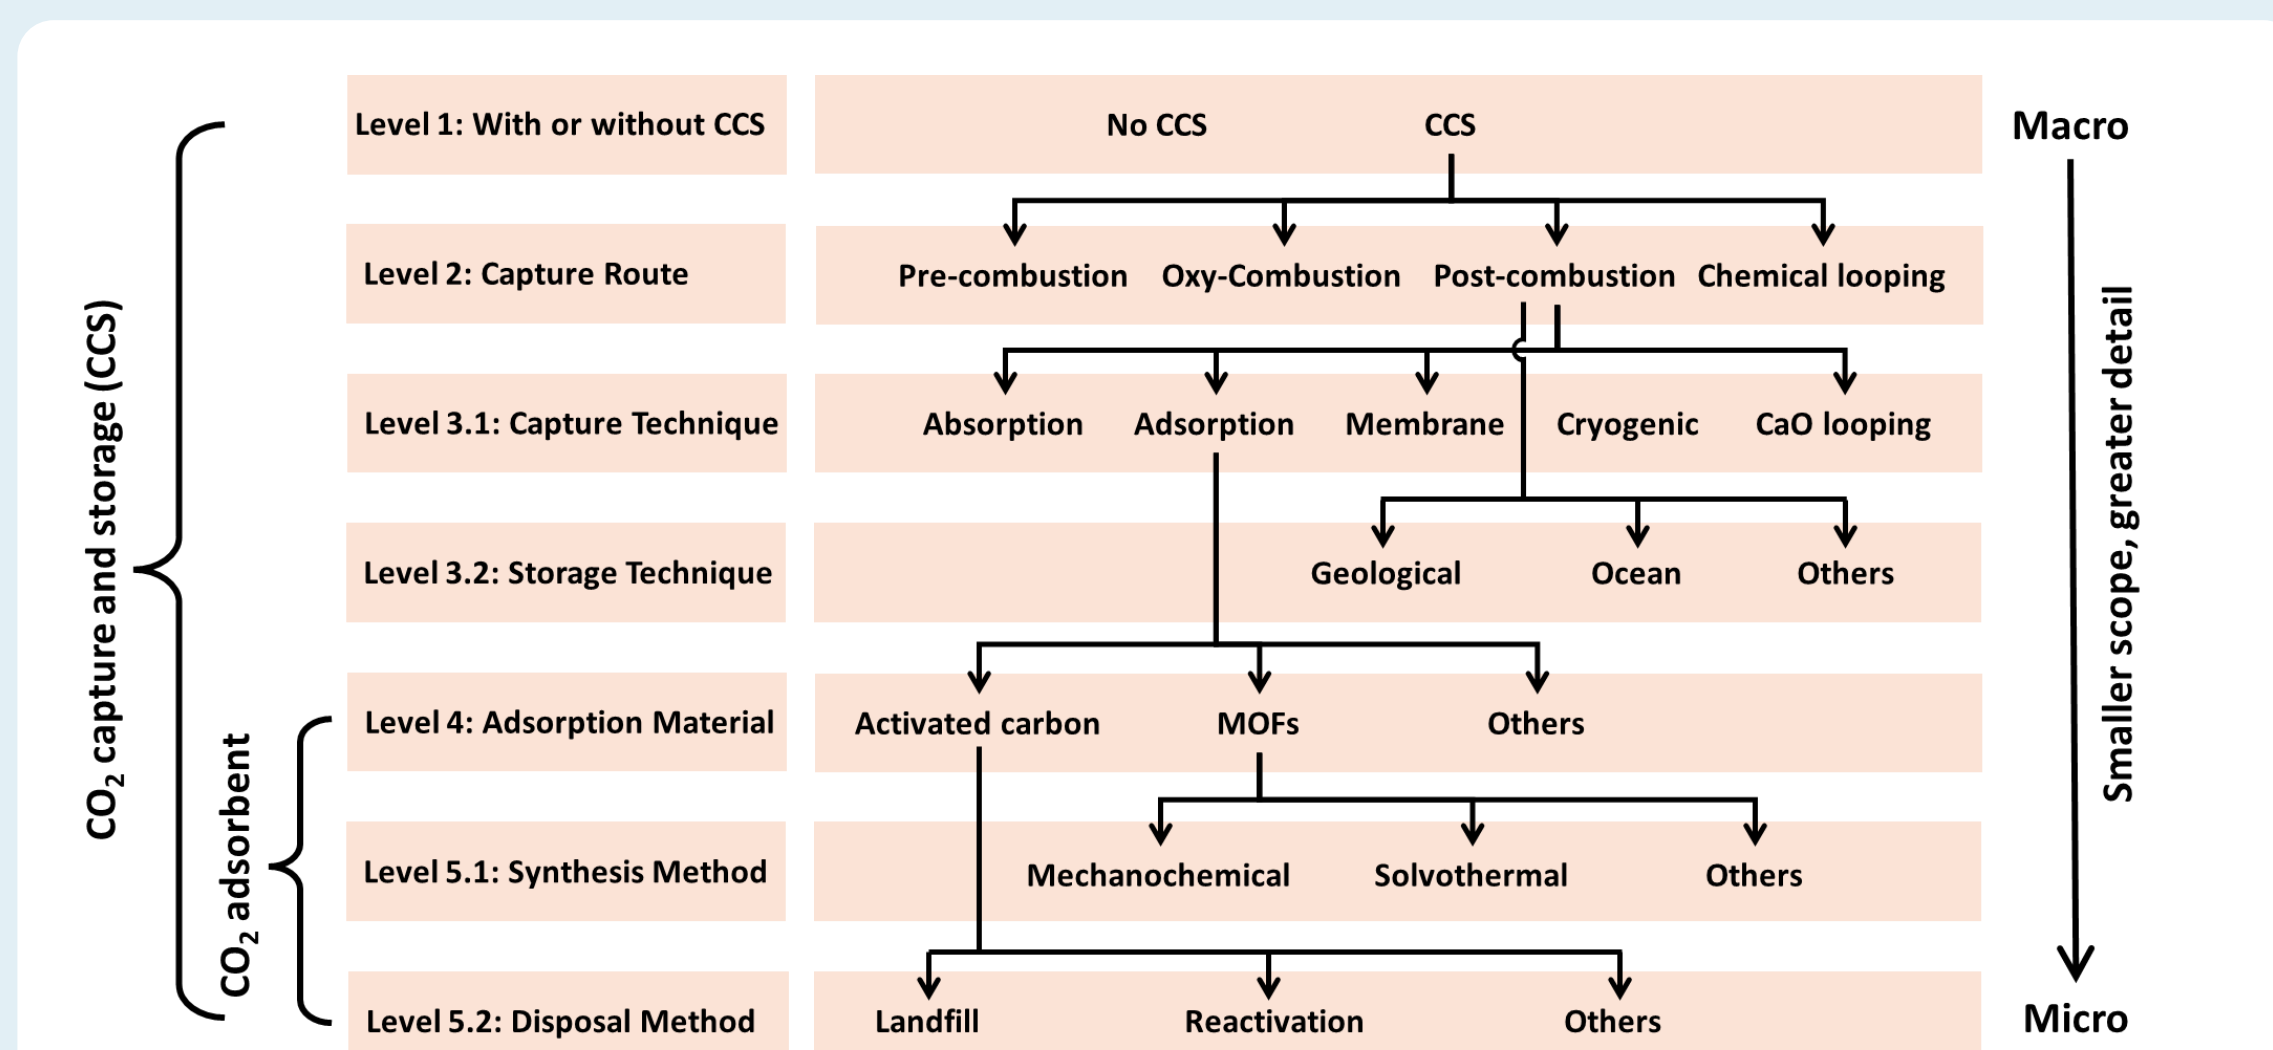 Level 1: With or without CCS
No CCS
CCS
Macro
Level 2: Capture Route
Pre-combustion
Oxy-Combustion
Post-combustion
Chemical looping
Level 3.1: Capture Technique
Absorption
Adsorption
Membrane
Cryogenic
CaO looping
Level 3.2: Storage Technique
Geological
Ocean
Others
Level 4: Adsorption Material
Activated carbon
MOFs
Others
Level 5.1: Synthesis Method
Mechanochemical
Solvothermal
Others
Level 5.2: Disposal Method
Landfill
Reactivation
Others
Micro
CO₂ capture and storage (CCS)
CO₂ adsorbent
Smaller scope, greater detail